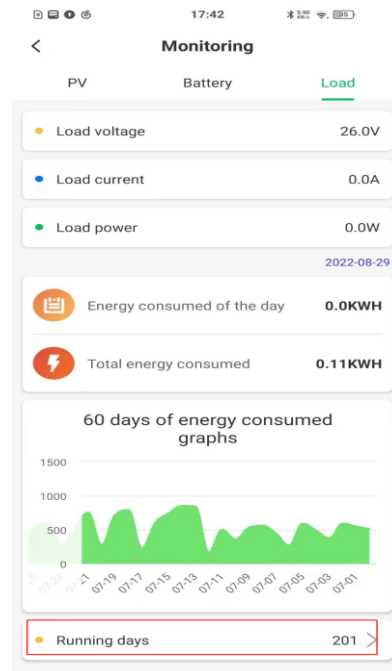 17:42
Monitoring
PV Battery Load
Load voltage 26.0V
Load current 0.0A
Load power 0.0W
2022-08-29
Energy consumed of the day 0.0KWH
Total energy consumed 0.11KWH
60 days of energy consumed
graphs
1500
1000
500
0
07-21 07-19 07-17 07-15 07-13 07-11 07-09 07-07 07-05 07-03 07-01
Running days 201